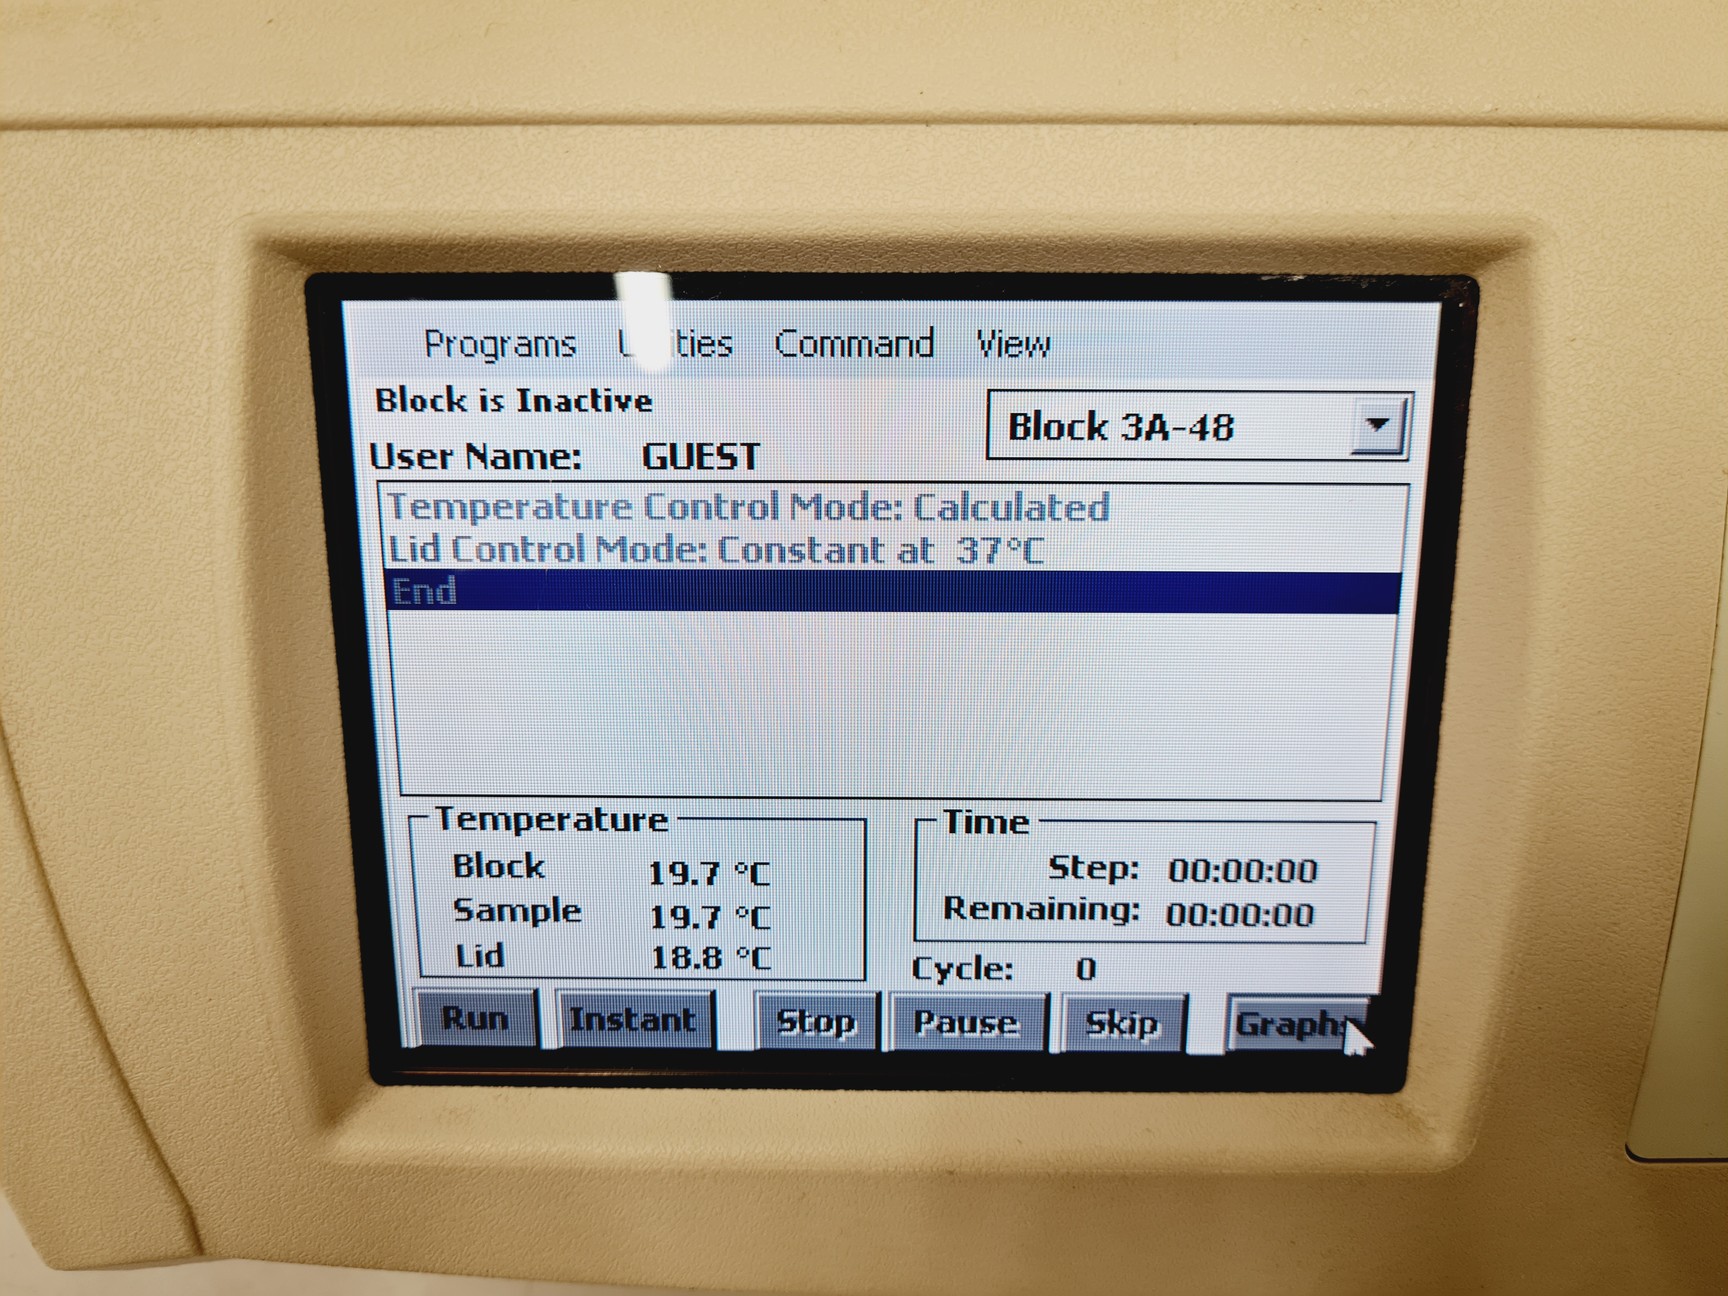 Programs Utilities Command View
Block is Inactive
Block 3A-48
User Name: GUEST
Temperature Control Mode: Calculated
Lid Control Mode: Constant at 37°C
End
Temperature
Block 19.7 °C
Sample 19.7 °C
Lid 18.8 °C
Time
Step: 00:00:00
Remaining: 00:00:00
Cycle: 0
Run Instant Stop Pause Skip Graphs